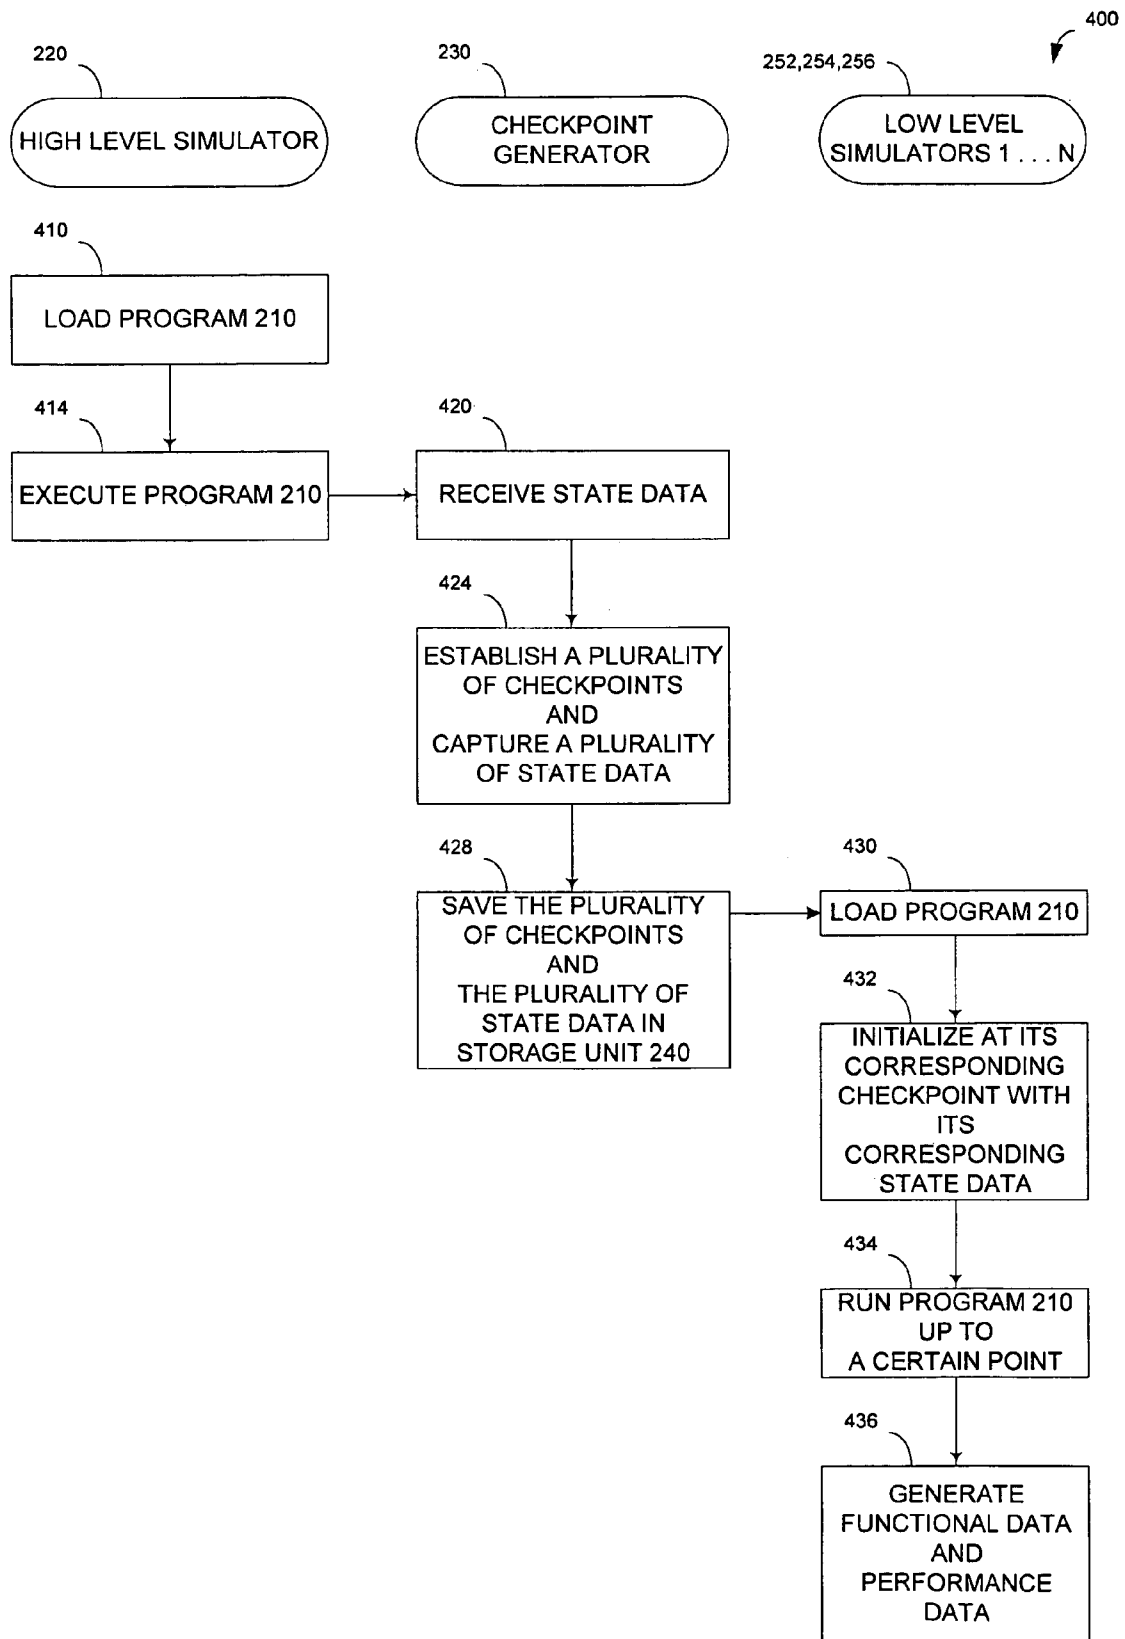 400
220
230
252,254,256
HIGH LEVEL SIMULATOR
CHECKPOINT
GENERATOR
LOW LEVEL
SIMULATORS 1 . . . N
410
LOAD PROGRAM 210
414
EXECUTE PROGRAM 210
420
RECEIVE STATE DATA
424
ESTABLISH A PLURALITY
OF CHECKPOINTS
AND
CAPTURE A PLURALITY
OF STATE DATA
428
SAVE THE PLURALITY
OF CHECKPOINTS
AND
THE PLURALITY OF
STATE DATA IN
STORAGE UNIT 240
430
LOAD PROGRAM 210
432
INITIALIZE AT ITS
CORRESPONDING
CHECKPOINT WITH
ITS
CORRESPONDING
STATE DATA
434
RUN PROGRAM 210
UP TO
A CERTAIN POINT
436
GENERATE
FUNCTIONAL DATA
AND
PERFORMANCE
DATA